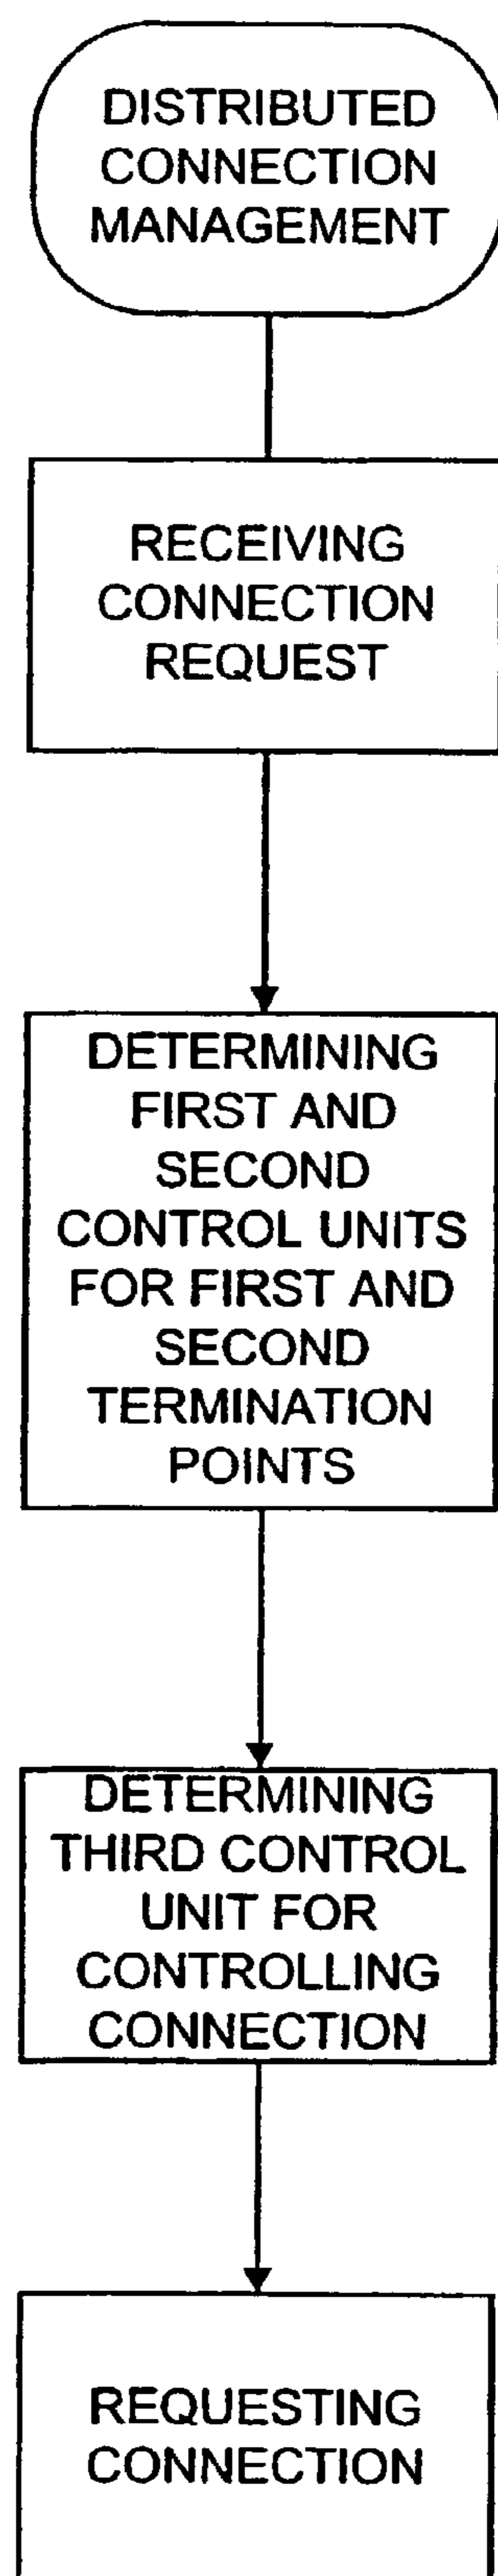 DISTRIBUTED
CONNECTION
MANAGEMENT
RECEIVING
CONNECTION
REQUEST
DETERMINING
FIRST AND
SECOND
CONTROL UNITS
FOR FIRST AND
SECOND
TERMINATION
POINTS
DETERMINING
THIRD CONTROL
UNIT FOR
CONTROLLING
CONNECTION
REQUESTING
CONNECTION